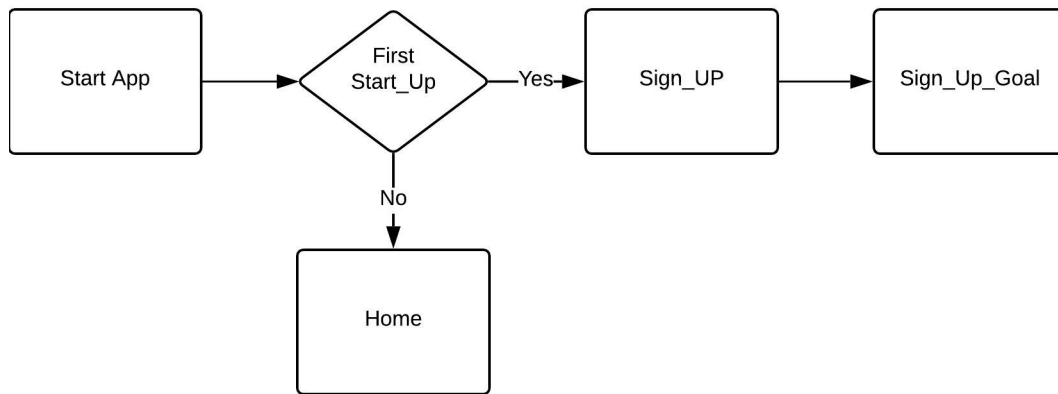 Start App
First
Start_Up
Yes
Sign_UP
Sign_Up_Goal
No
Home